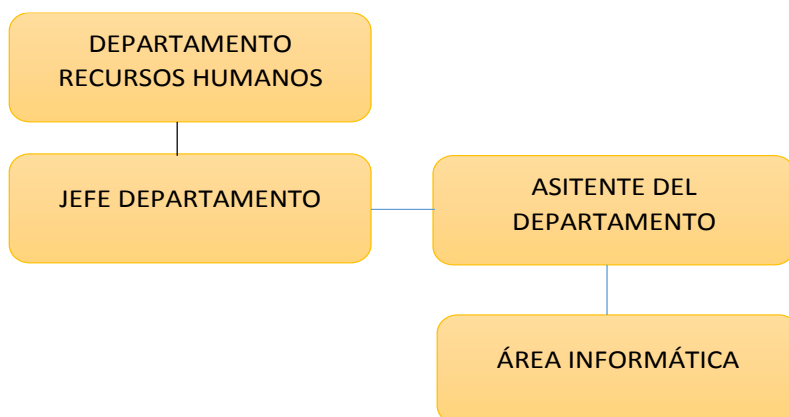 DEPARTAMENTO
RECURSOS HUMANOS
JEFE DEPARTAMENTO
ASITENTE DEL
DEPARTAMENTO
ÁREA INFORMÁTICA